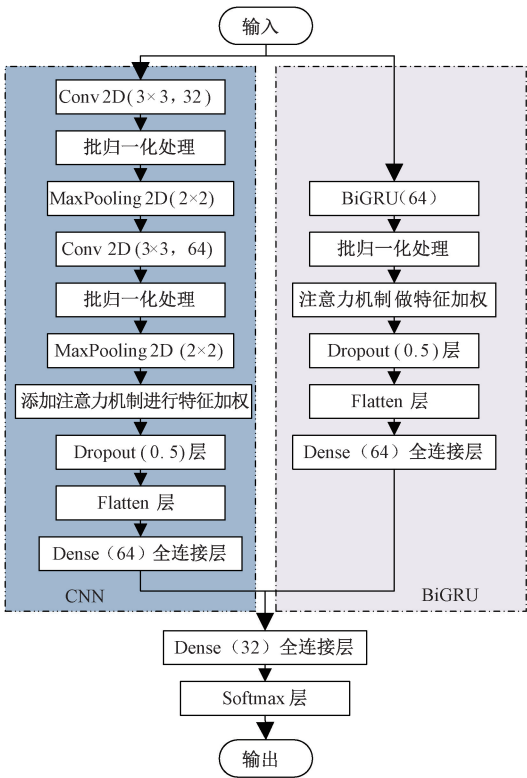 输入
Conv 2D(3×3，32)
批归一化处理
MaxPooling 2D(2×2)
Conv 2D(3×3，64)
批归一化处理
MaxPooling 2D (2×2)
添加注意力机制进行特征加权
Dropout(0.5)层
Flatten 层
Dense（64）全连接层
CNN
BiGRU(64)
批归一化处理
注意力机制做特征加权
Dropout(0.5)层
Flatten 层
Dense（64）全连接层
BiGRU
Dense（32）全连接层
Softmax 层
输出